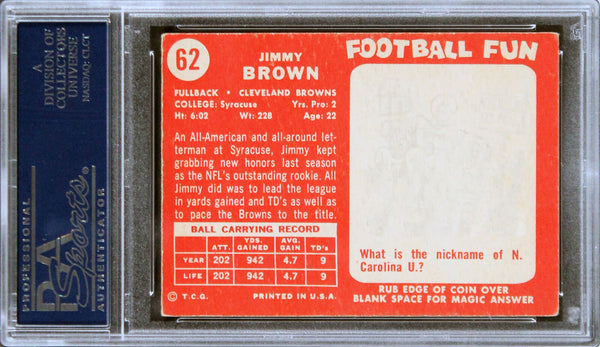 A
DIVISION OF
COLLECTORS
UNIVERSE
NASDAQ: CLCT
PROFESSIONAL
PSA
Sports
AUTHENTICATOR
62
JIMMY
BROWN
FULLBACK • CLEVELAND BROWNS
COLLEGE: Syracuse Yrs. Pro: 2
Ht: 6:02 Wt: 228 Age: 22
An All-American and all-around let-
terman at Syracuse, Jimmy kept
grabbing new honors last season
as the NFL's outstanding rookie. All
Jimmy did was to lead the league
in yards gained and TD's as well as
to pace the Browns to the title.
BALL CARRYING RECORD
ATT. YDS. GAINED AVG. GAIN TD's
YEAR 202 942 4.7 9
LIFE 202 942 4.7 9
© T.C.G. PRINTED IN U.S.A.
FOOTBALL FUN
What is the nickname of N.
Carolina U.?
RUB EDGE OF COIN OVER
BLANK SPACE FOR MAGIC ANSWER